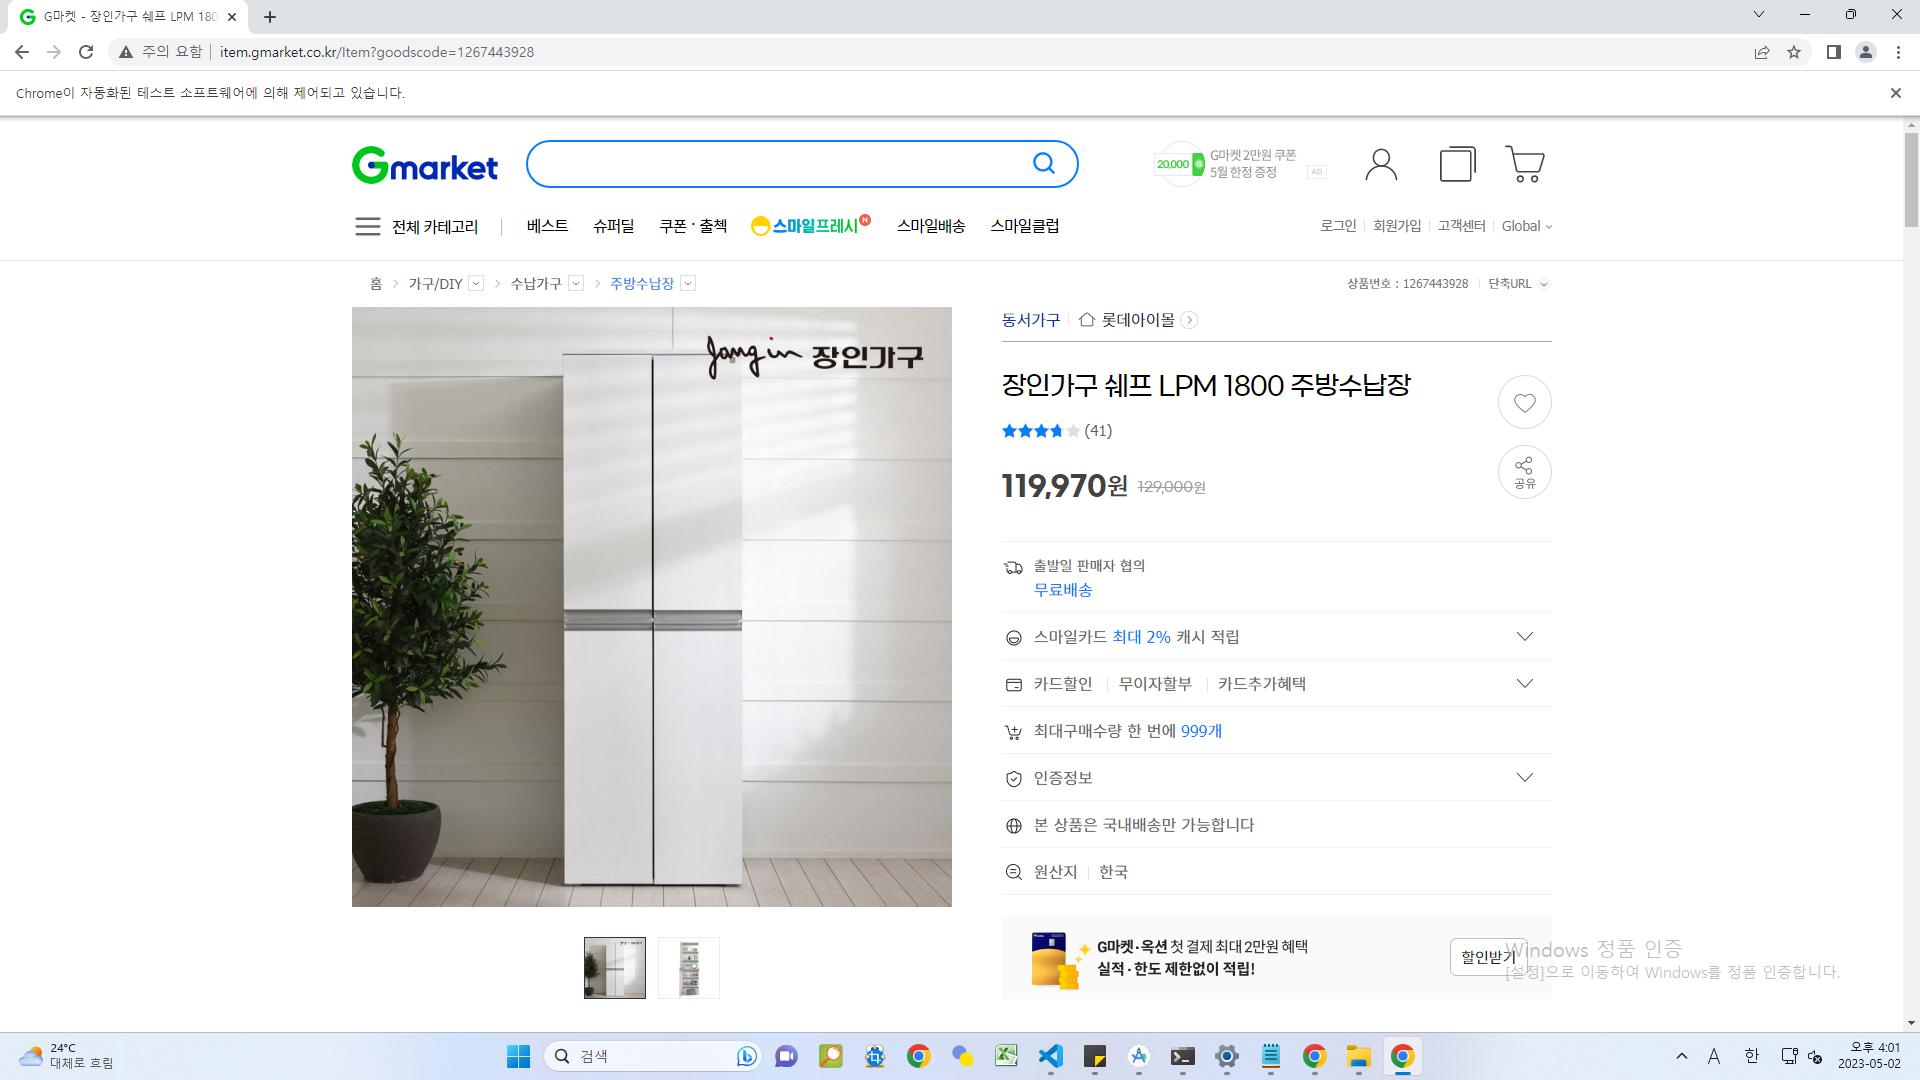 G마켓 - 장인가구 쉐프 LPM 180
주의 요함
item.gmarket.co.kr/Item?goodscode=1267443928
Chrome이 자동화된 테스트 소프트웨어에 의해 제어되고 있습니다.
Gmarket
20,000
G마켓 2만원 쿠폰
5월 한정 증정
AD
전체 카테고리
베스트
슈퍼딜
쿠폰·출첵
스마일프레시
N
스마일배송
스마일클럽
로그인
회원가입
고객센터
Global
홈
가구/DIY
수납가구
주방수납장
상품번호 : 1267443928
단축URL
Jangin 장인가구
동서가구
롯데아이몰
장인가구 쉐프 LPM 1800 주방수납장
(41)
119,970원 129,000원
공유
출발일 판매자 협의
무료배송
스마일카드 최대 2% 캐시 적립
카드할인
무이자할부
카드추가혜택
최대구매수량 한 번에 999개
인증정보
본 상품은 국내배송만 가능합니다
원산지
한국
G마켓·옥션 첫 결제 최대 2만원 혜택
실적·한도 제한없이 적립!
할인받기
Windows 정품 인증
[설정]으로 이동하여 Windows를 정품 인증합니다.
24°C
대체로 흐림
검색
A
한
오후 4:01
2023-05-02